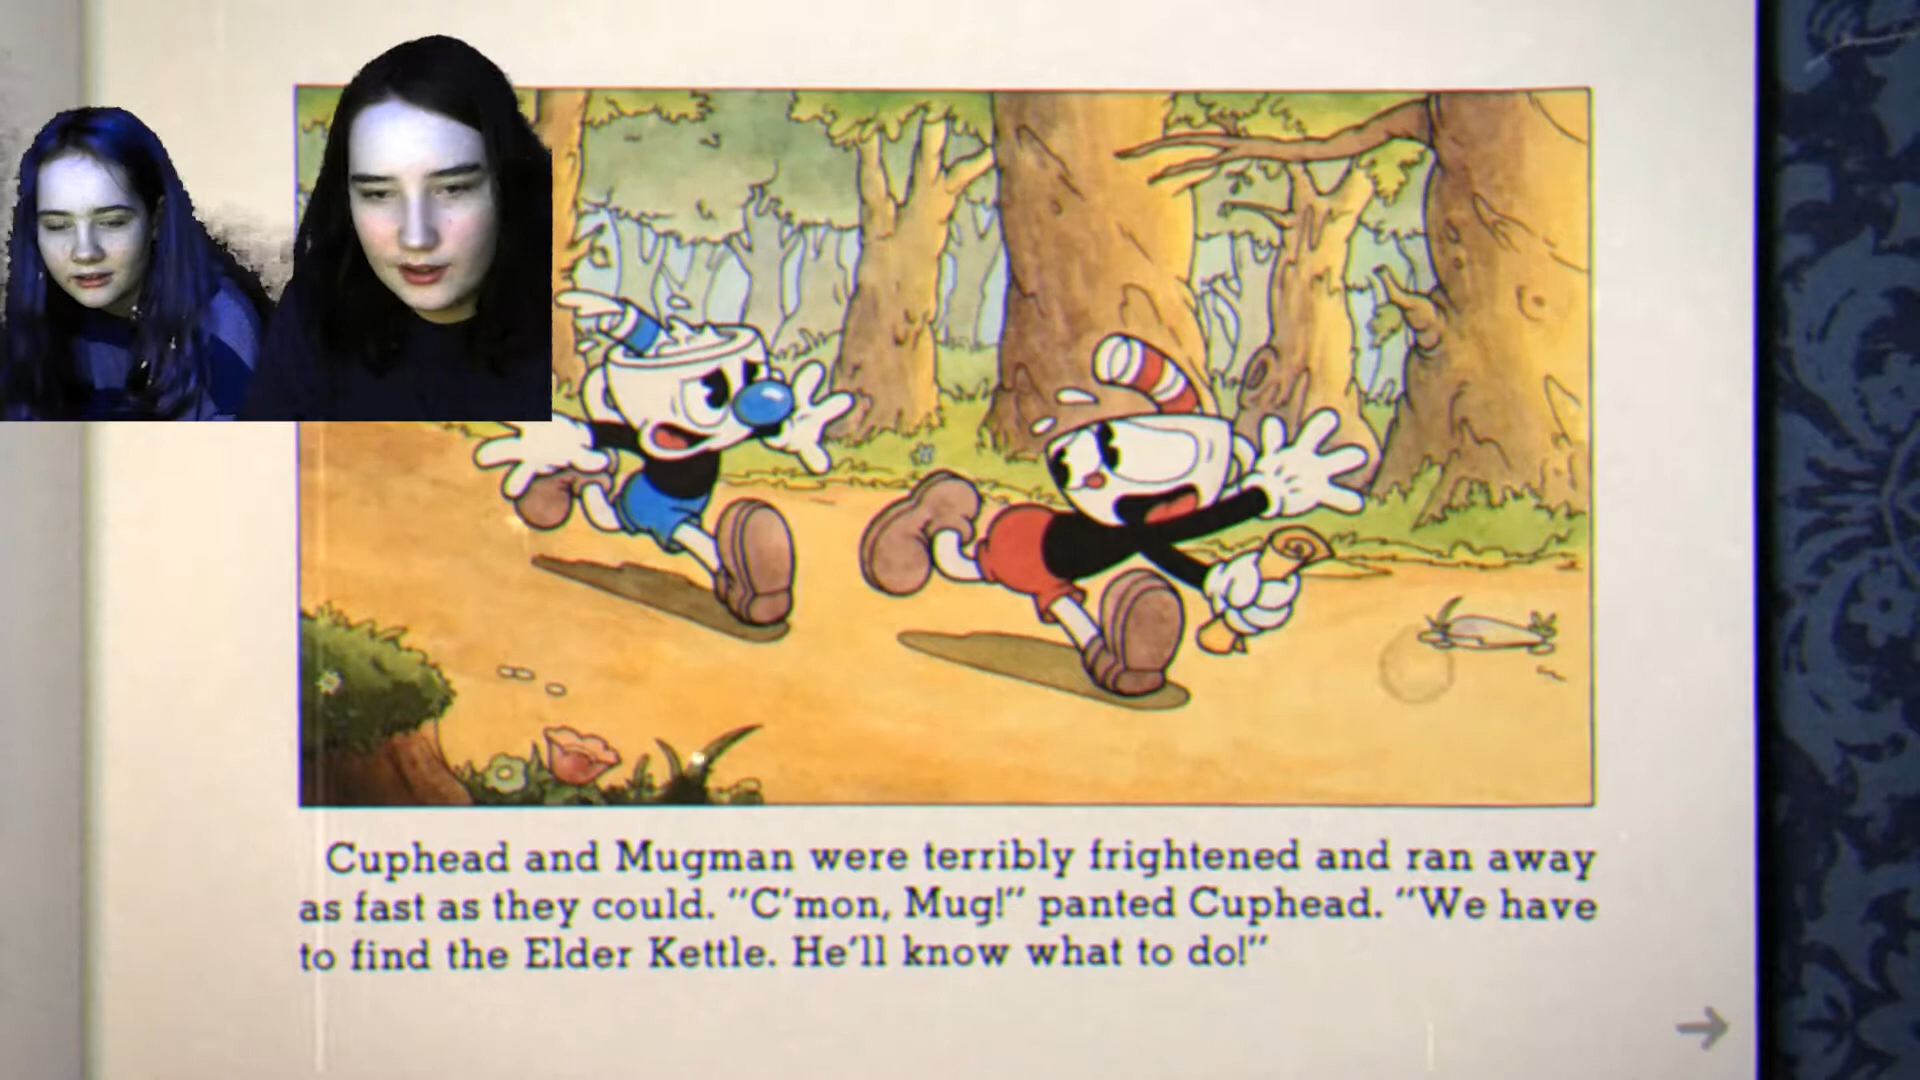 Cuphead and Mugman were terribly frightened and ran away
as fast as they could. "C'mon, Mug!" panted Cuphead. "We have
to find the Elder Kettle. He'll know what to do!"